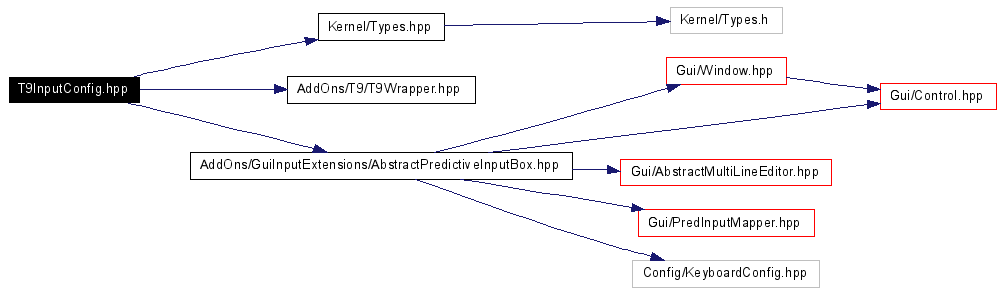 Kernel/Types.hpp
Kernel/Types.h
T9InputConfig.hpp
AddOns/T9/T9Wrapper.hpp
Gui/Window.hpp
Gui/Control.hpp
AddOns/GuiInputExtensions/AbstractPredictiveInputBox.hpp
Gui/AbstractMultiLineEditor.hpp
Gui/PredInputMapper.hpp
Config/KeyboardConfig.hpp